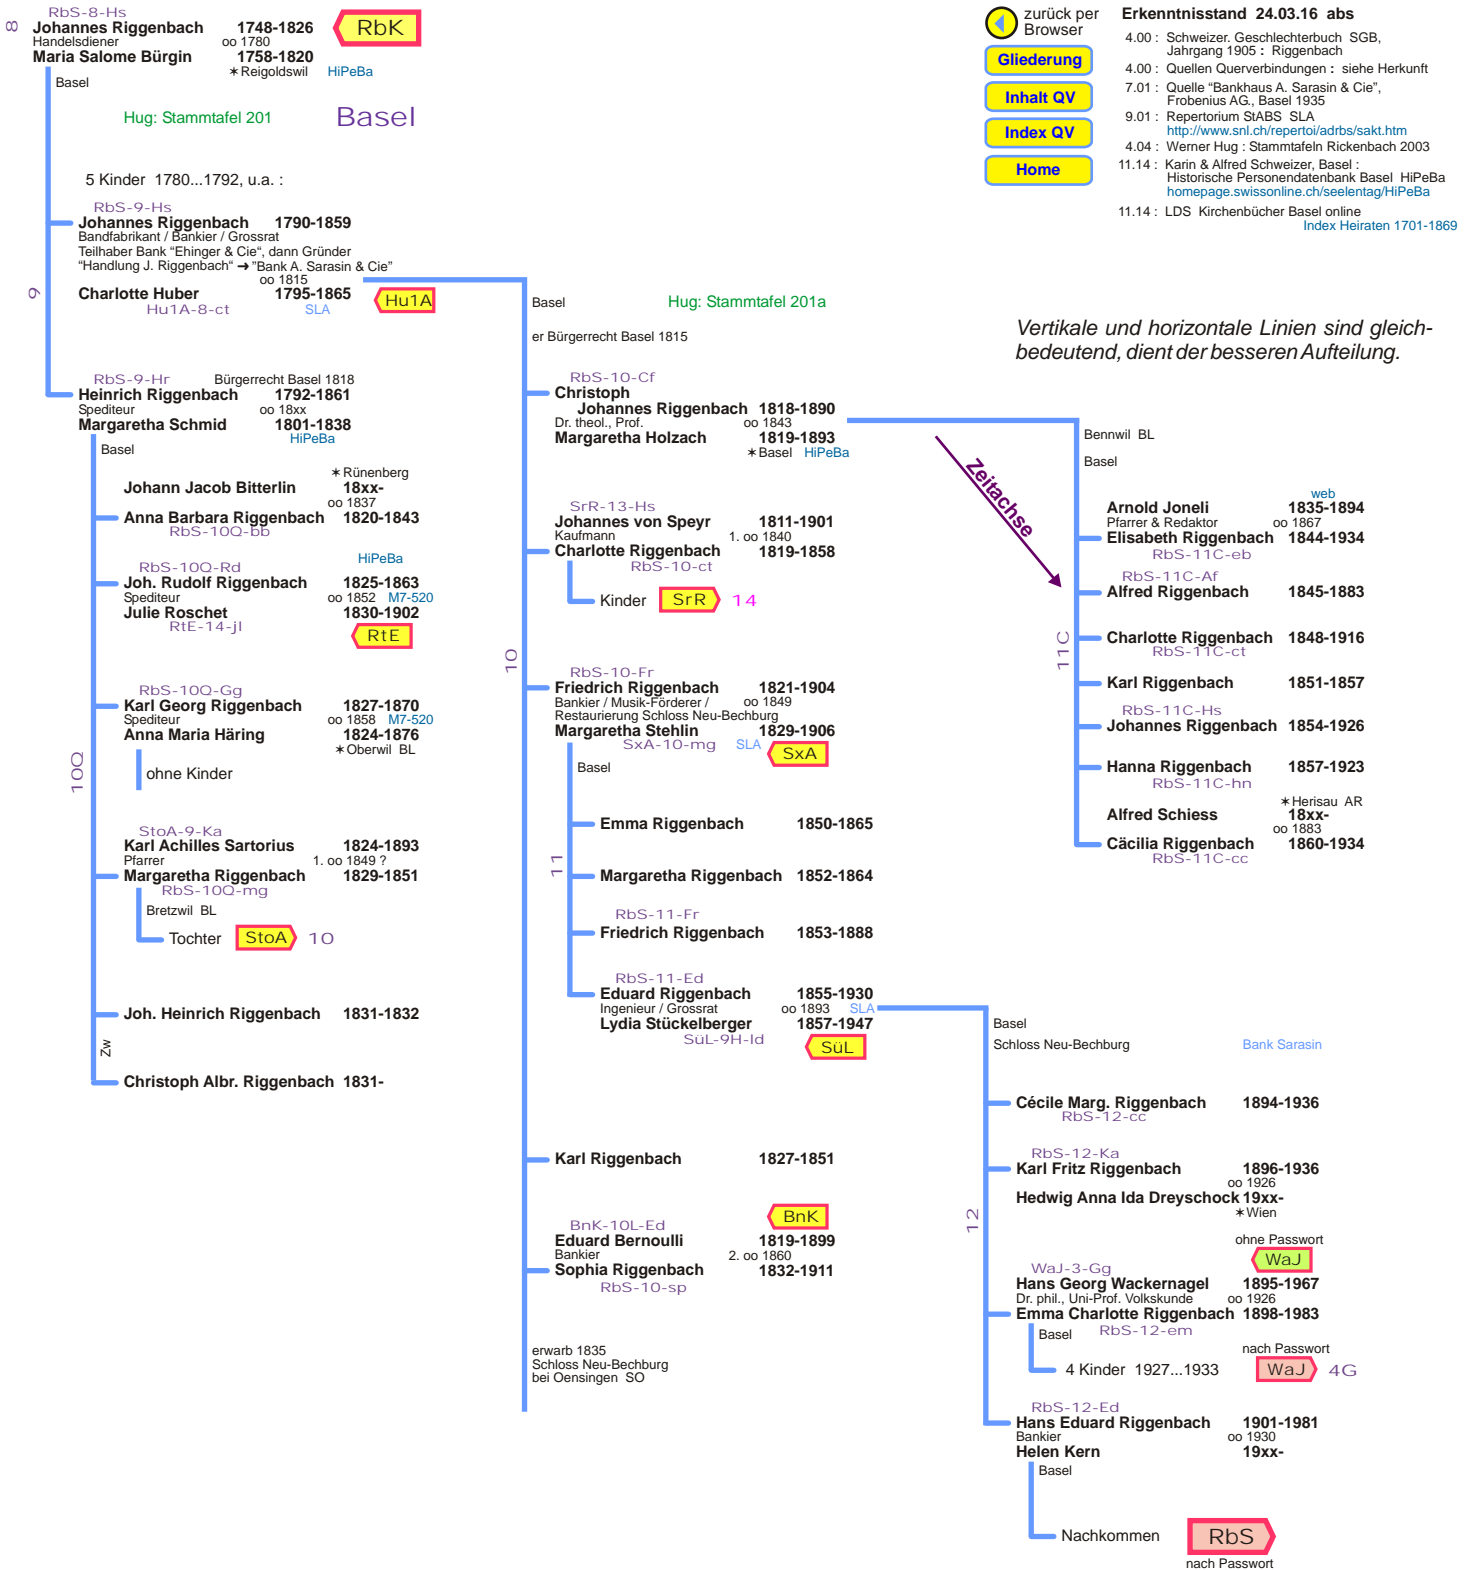 RbS-8-Hs
8
Johannes Riggenbach 1748-1826
RbK
Handelsdiener oo 1780
Maria Salome Bürgin 1758-1820
✶Reigoldswil HiPeBa
Basel
Hug: Stammtafel 201
Basel
zurück per
Browser
Gliederung
Inhalt QV
Index QV
Home
Erkenntnisstand 24.03.16 abs
4.00 : Schweizer. Geschlechterbuch SGB,
Jahrgang 1905 : Riggenbach
4.00 : Quellen Querverbindungen : siehe Herkunft
7.01 : Quelle "Bankhaus A. Sarasin & Cie",
Frobenius AG., Basel 1935
9.01 : Repertorium StABS SLA
http://www.snl.ch/repertoi/adrbs/sakt.htm
4.04 : Werner Hug : Stammtafeln Rickenbach 2003
11.14 : Karin & Alfred Schweizer, Basel :
Historische Personendatenbank Basel HiPeBa
homepage.swissonline.ch/seelentag/HiPeBa
11.14 : LDS Kirchenbücher Basel online
Index Heiraten 1701-1869
Vertikale und horizontale Linien sind gleich-
bedeutend, dient der besseren Aufteilung.
5 Kinder 1780...1792, u.a. :
9
RbS-9-Hs
Johannes Riggenbach 1790-1859
Bandfabrikant / Bankier / Grossrat
Teilhaber Bank "Ehinger & Cie", dann Gründer
"Handlung J. Riggenbach" ➔ "Bank A. Sarasin & Cie"
oo 1815
Charlotte Huber 1795-1865
Hu1A
Hu1A-8-ct SLA
RbS-9-Hr Bürgerrecht Basel 1818
Heinrich Riggenbach 1792-1861
Spediteur oo 18xx
Margaretha Schmid 1801-1838
HiPeBa
Basel
10Q
✶Rünenberg
Johann Jacob Bitterlin 18xx-
oo 1837
Anna Barbara Riggenbach 1820-1843
RbS-10Q-bb
HiPeBa
RbS-10Q-Rd
Joh. Rudolf Riggenbach 1825-1863
Spediteur oo 1852 M7-520
Julie Roschet 1830-1902
RtE-14-jl
RtE
RbS-10Q-Gg
Karl Georg Riggenbach 1827-1870
Spediteur oo 1858 M7-520
Anna Maria Häring 1824-1876
✶Oberwil BL
ohne Kinder
StoA-9-Ka
Karl Achilles Sartorius 1824-1893
Pfarrer 1. oo 1849 ?
Margaretha Riggenbach 1829-1851
RbS-10Q-mg
Bretzwil BL
Tochter StoA 10
Joh. Heinrich Riggenbach 1831-1832
Zw
Christoph Albr. Riggenbach 1831-
Basel
Hug: Stammtafel 201a
er Bürgerrecht Basel 1815
10
RbS-10-Cf
Christoph
Johannes Riggenbach 1818-1890
Dr. theol., Prof. oo 1843
Margaretha Holzach 1819-1893
✶Basel HiPeBa
SrR-13-Hs
Johannes von Speyr 1811-1901
Kaufmann 1. oo 1840
Charlotte Riggenbach 1819-1858
RbS-10-ct
Kinder SrR 14
RbS-10-Fr
Friedrich Riggenbach 1821-1904
Bankier / Musik-Förderer / oo 1849
Restaurierung Schloss Neu-Bechburg
Margaretha Stehlin 1829-1906
SxA-10-mg SLA SxA
Basel
11
Emma Riggenbach 1850-1865
Margaretha Riggenbach 1852-1864
RbS-11-Fr
Friedrich Riggenbach 1853-1888
RbS-11-Ed
Eduard Riggenbach 1855-1930
Ingenieur / Grossrat oo 1893 SLA
Lydia Stückelberger 1857-1947
SüL-9H-ld SüL
Karl Riggenbach 1827-1851
BnK
BnK-10L-Ed
Eduard Bernoulli 1819-1899
Bankier 2. oo 1860
Sophia Riggenbach 1832-1911
RbS-10-sp
erwarb 1835
Schloss Neu-Bechburg
bei Oensingen SO
Zeitachse
Bennwil BL
Basel
11C
web
Arnold Joneli 1835-1894
Pfarrer & Redaktor oo 1867
Elisabeth Riggenbach 1844-1934
RbS-11C-eb
RbS-11C-Af
Alfred Riggenbach 1845-1883
Charlotte Riggenbach 1848-1916
RbS-11C-ct
Karl Riggenbach 1851-1857
RbS-11C-Hs
Johannes Riggenbach 1854-1926
Hanna Riggenbach 1857-1923
RbS-11C-hn
✶Herisau AR
Alfred Schiess 18xx-
oo 1883
Cäcilia Riggenbach 1860-1934
RbS-11C-cc
Basel
Schloss Neu-Bechburg Bank Sarasin
12
Cécile Marg. Riggenbach 1894-1936
RbS-12-cc
RbS-12-Ka
Karl Fritz Riggenbach 1896-1936
oo 1926
Hedwig Anna Ida Dreyschock 19xx-
✶Wien
ohne Passwort
WaJ
WaJ-3-Gg
Hans Georg Wackernagel 1895-1967
Dr. phil., Uni-Prof. Volkskunde oo 1926
Emma Charlotte Riggenbach 1898-1983
Basel RbS-12-em
nach Passwort
4 Kinder 1927...1933 WaJ 4G
RbS-12-Ed
Hans Eduard Riggenbach 1901-1981
Bankier oo 1930
Helen Kern 19xx-
Basel
Nachkommen RbS
nach Passwort